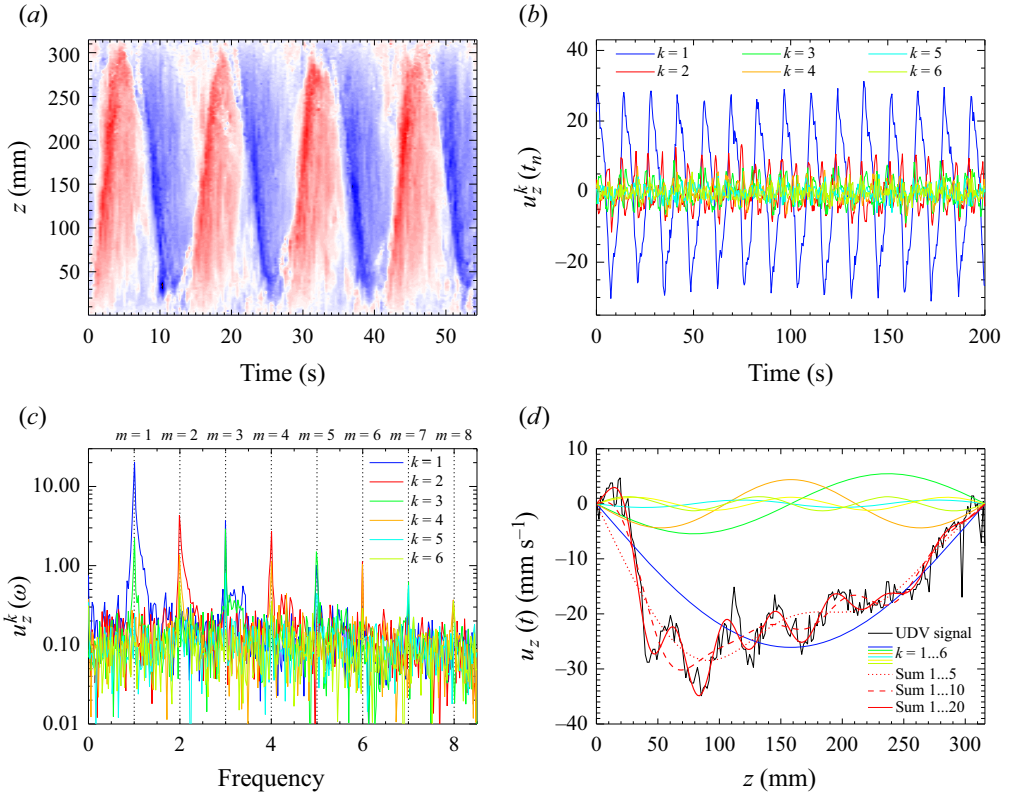 (a)
z (mm)
300
250
200
150
100
50
0
10
20
30
40
50
Time (s)
(b)
u_z^k (t_n)
40
20
0
–20
k = 1
k = 3
k = 5
k = 2
k = 4
k = 6
0
50
100
150
200
Time (s)
(c)
m = 1 m = 2 m = 3 m = 4 m = 5 m = 6 m = 7 m = 8
u_z^k (ω)
10.00
1.00
0.10
0.01
k = 1
k = 2
k = 3
k = 4
k = 5
k = 6
0
2
4
6
8
Frequency
(d)
u_z (t) (mm s⁻¹)
10
0
–10
–20
–30
–40
UDV signal
k = 1...6
Sum 1...5
Sum 1...10
Sum 1...20
0
50
100
150
200
250
300
z (mm)